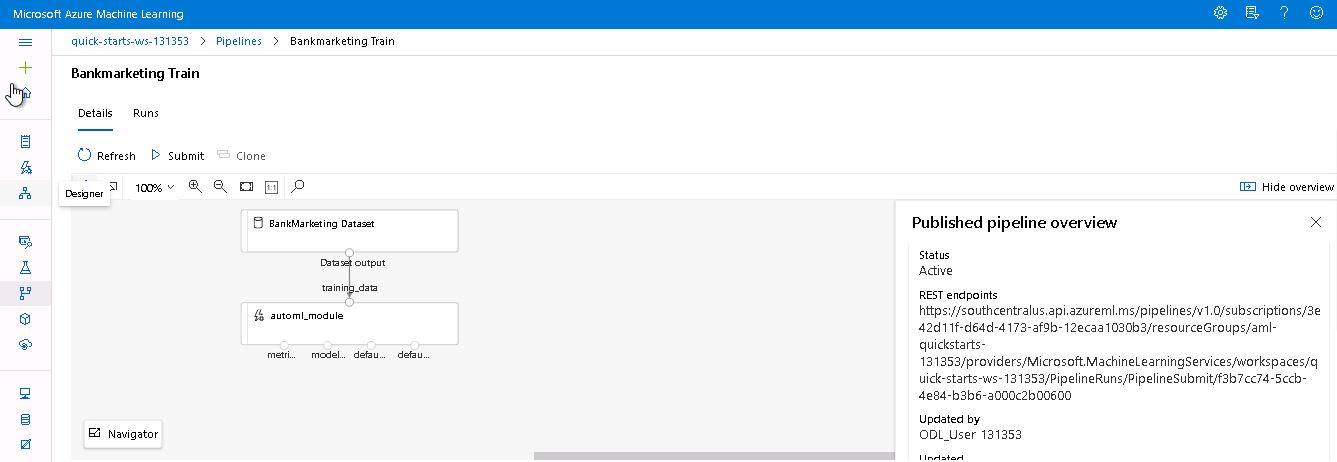 Microsoft Azure Machine Learning
quick-starts-ws-131353 > Pipelines > Bankmarketing Train
Bankmarketing Train
Details Runs
Refresh Submit Clone
Designer
100%
1:1
Hide overview
BankMarketing Dataset
Dataset output
training_data
automl_module
metri... model... defau... defau...
Navigator
Published pipeline overview
Status
Active
REST endpoints
https://southcentralus.api.azureml.ms/pipelines/v1.0/subscriptions/3e
42d11f-d64d-4173-af9b-12ecaa1030b3/resourceGroups/aml-
quickstarts-
131353/providers/Microsoft.MachineLearningServices/workspaces/q
uick-starts-ws-131353/PipelineRuns/PipelineSubmit/f3b7cc74-5ccb-
4e84-b3b6-a000c2b00600
Updated by
ODL_User 131353
Updated